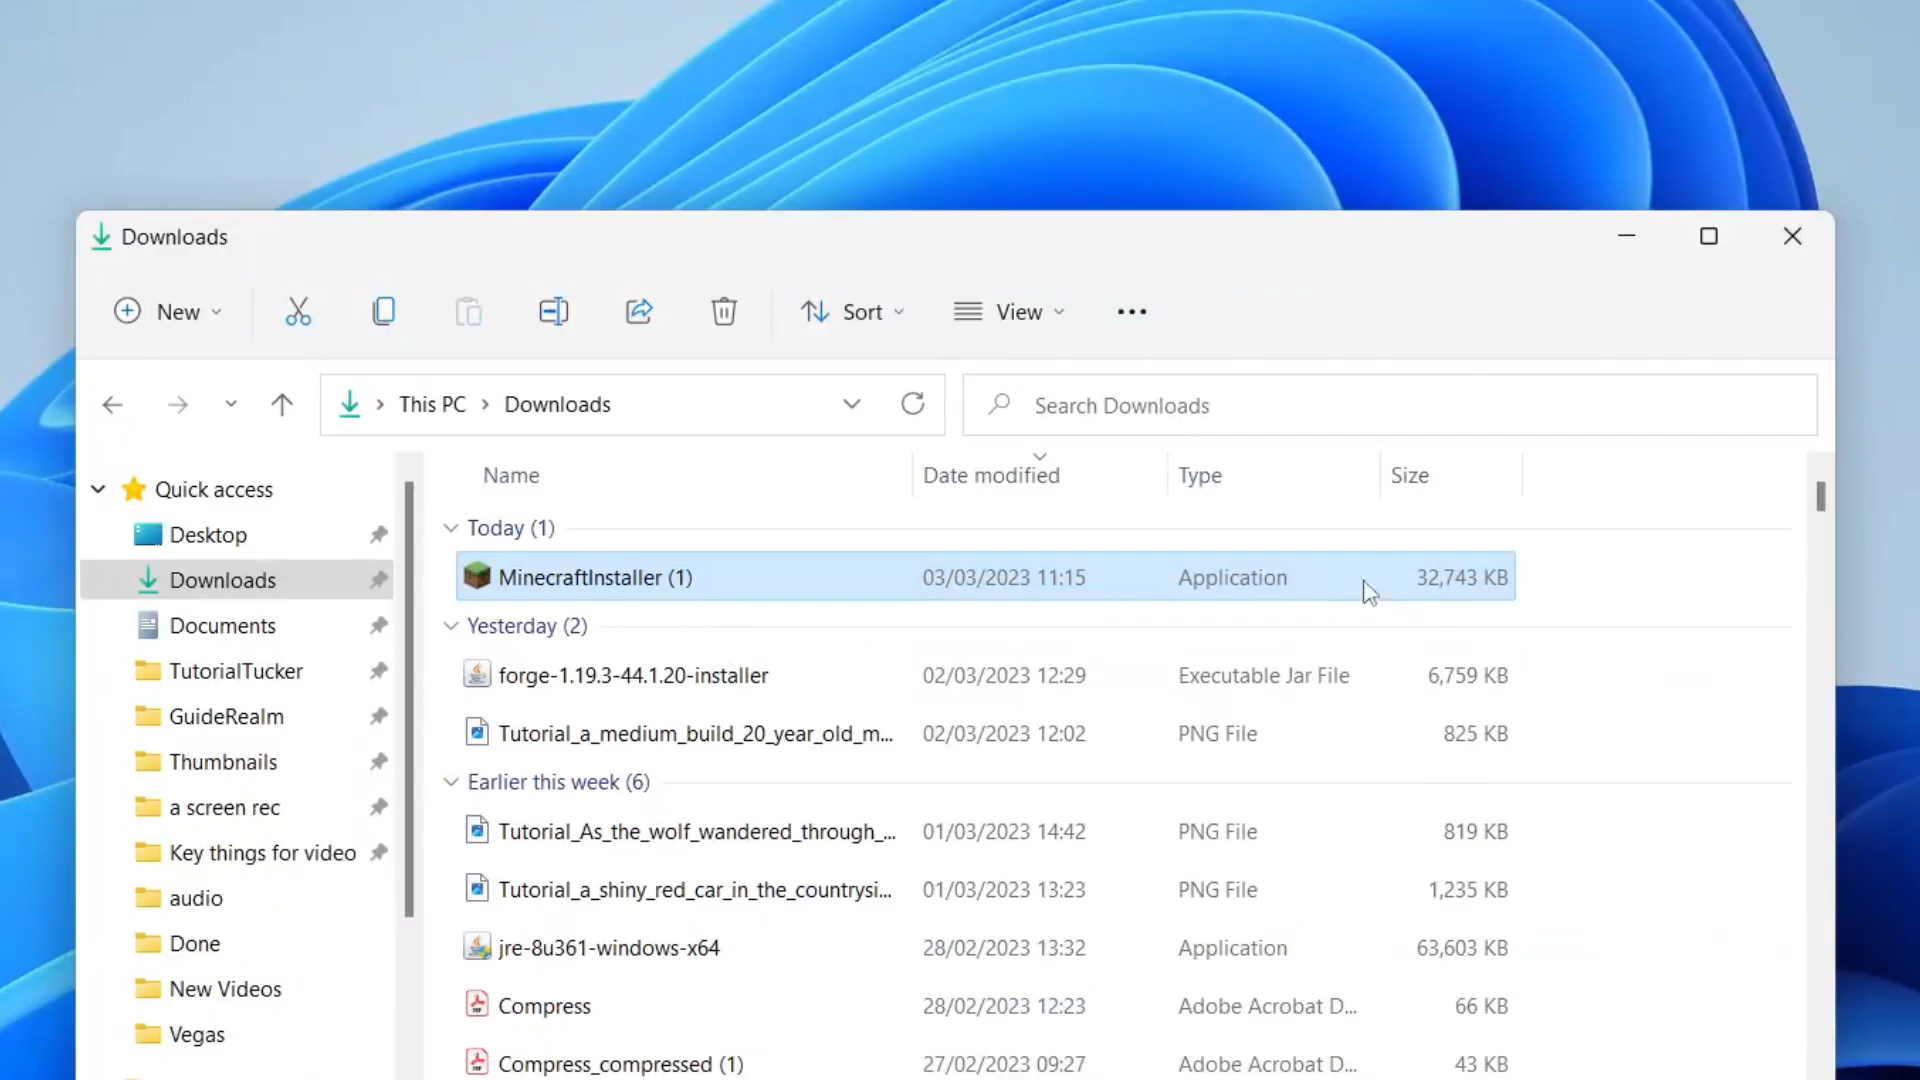 Downloads
New
Sort
View
This PC
Downloads
Search Downloads
Name
Date modified
Type
Size
Quick access
Desktop
Downloads
Documents
TutorialTucker
GuideRealm
Thumbnails
a screen rec
Key things for video
audio
Done
New Videos
Vegas
Today (1)
MinecraftInstaller (1) 03/03/2023 11:15 Application 32,743 KB
Yesterday (2)
forge-1.19.3-44.1.20-installer 02/03/2023 12:29 Executable Jar File 6,759 KB
Tutorial_a_medium_build_20_year_old_m... 02/03/2023 12:02 PNG File 825 KB
Earlier this week (6)
Tutorial_As_the_wolf_wandered_through_... 01/03/2023 14:42 PNG File 819 KB
Tutorial_a_shiny_red_car_in_the_countrysi... 01/03/2023 13:23 PNG File 1,235 KB
jre-8u361-windows-x64 28/02/2023 13:32 Application 63,603 KB
Compress 28/02/2023 12:23 Adobe Acrobat D... 66 KB
Compress_compressed (1) 27/02/2023 09:27 Adobe Acrobat D... 43 KB